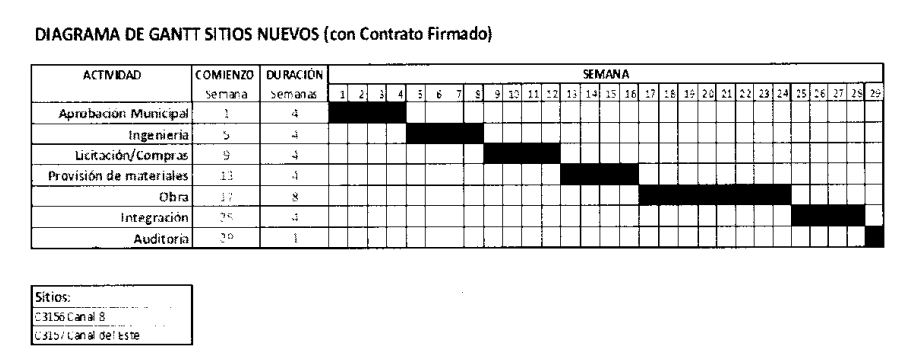 DIAGRAMA DE GANTT SITIOS NUEVOS (con Contrato Firmado)
ACTIVIDAD COMIENZO DURACIÓN SEMANA
Semana Semanas 1 2 3 4 5 6 7 8 9 10 11 12 13 14 15 16 17 18 19 20 21 22 23 24 25 26 27 28 29
Aprobación Municipal 1 4
Ingeniería 5 4
Licitación/Compras 9 4
Provisión de materiales 13 4
Obra 17 8
Integración 25 4
Auditoria 29 1
Sitios:
C3156 Canal 8
C3157 Canal del Este